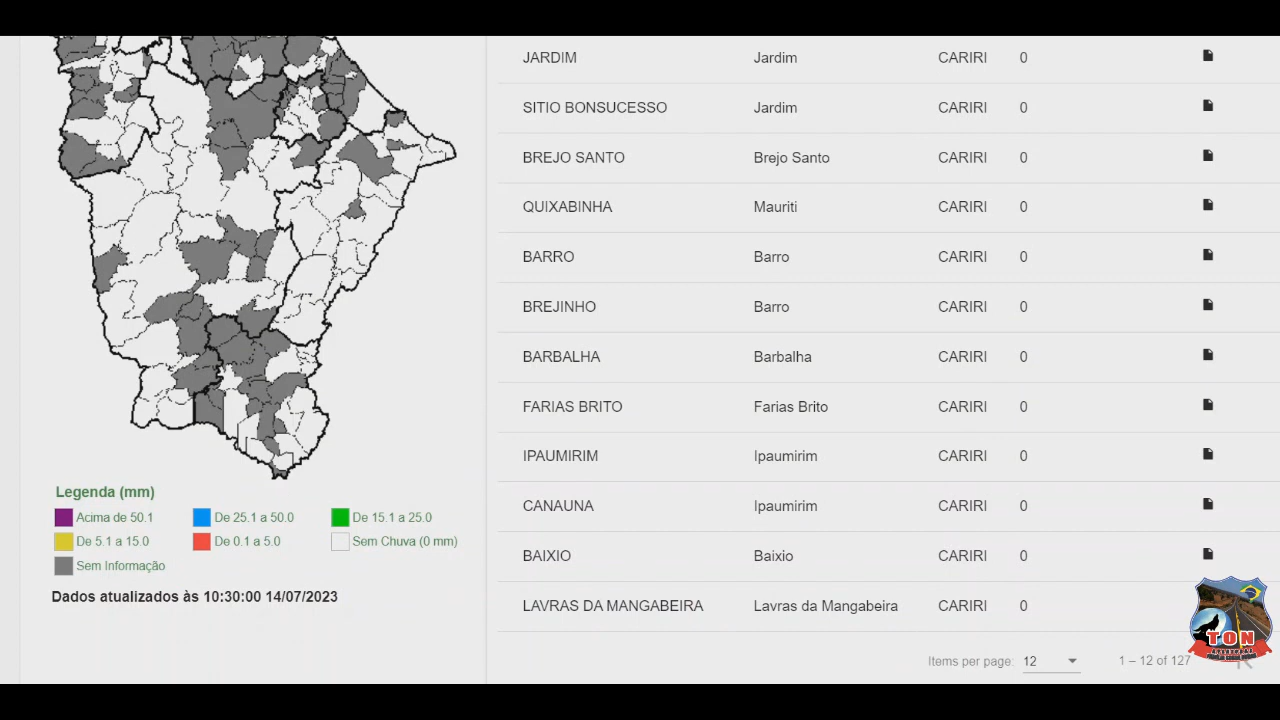 JARDIM Jardim CARIRI 0
SITIO BONSUCESSO Jardim CARIRI 0
BREJO SANTO Brejo Santo CARIRI 0
QUIXABINHA Mauriti CARIRI 0
BARRO Barro CARIRI 0
BREJINHO Barro CARIRI 0
BARBALHA Barbalha CARIRI 0
FARIAS BRITO Farias Brito CARIRI 0
IPAUMIRIM Ipaumirim CARIRI 0
CANAUNA Ipaumirim CARIRI 0
BAIXIO Baixio CARIRI 0
LAVRAS DA MANGABEIRA Lavras da Mangabeira CARIRI 0
Items per page: 12 1 – 12 of 127
Legenda (mm)
Acima de 50.1 De 25.1 a 50.0 De 15.1 a 25.0
De 5.1 a 15.0 De 0.1 a 5.0 Sem Chuva (0 mm)
Sem Informação
Dados atualizados às 10:30:00 14/07/2023
TON